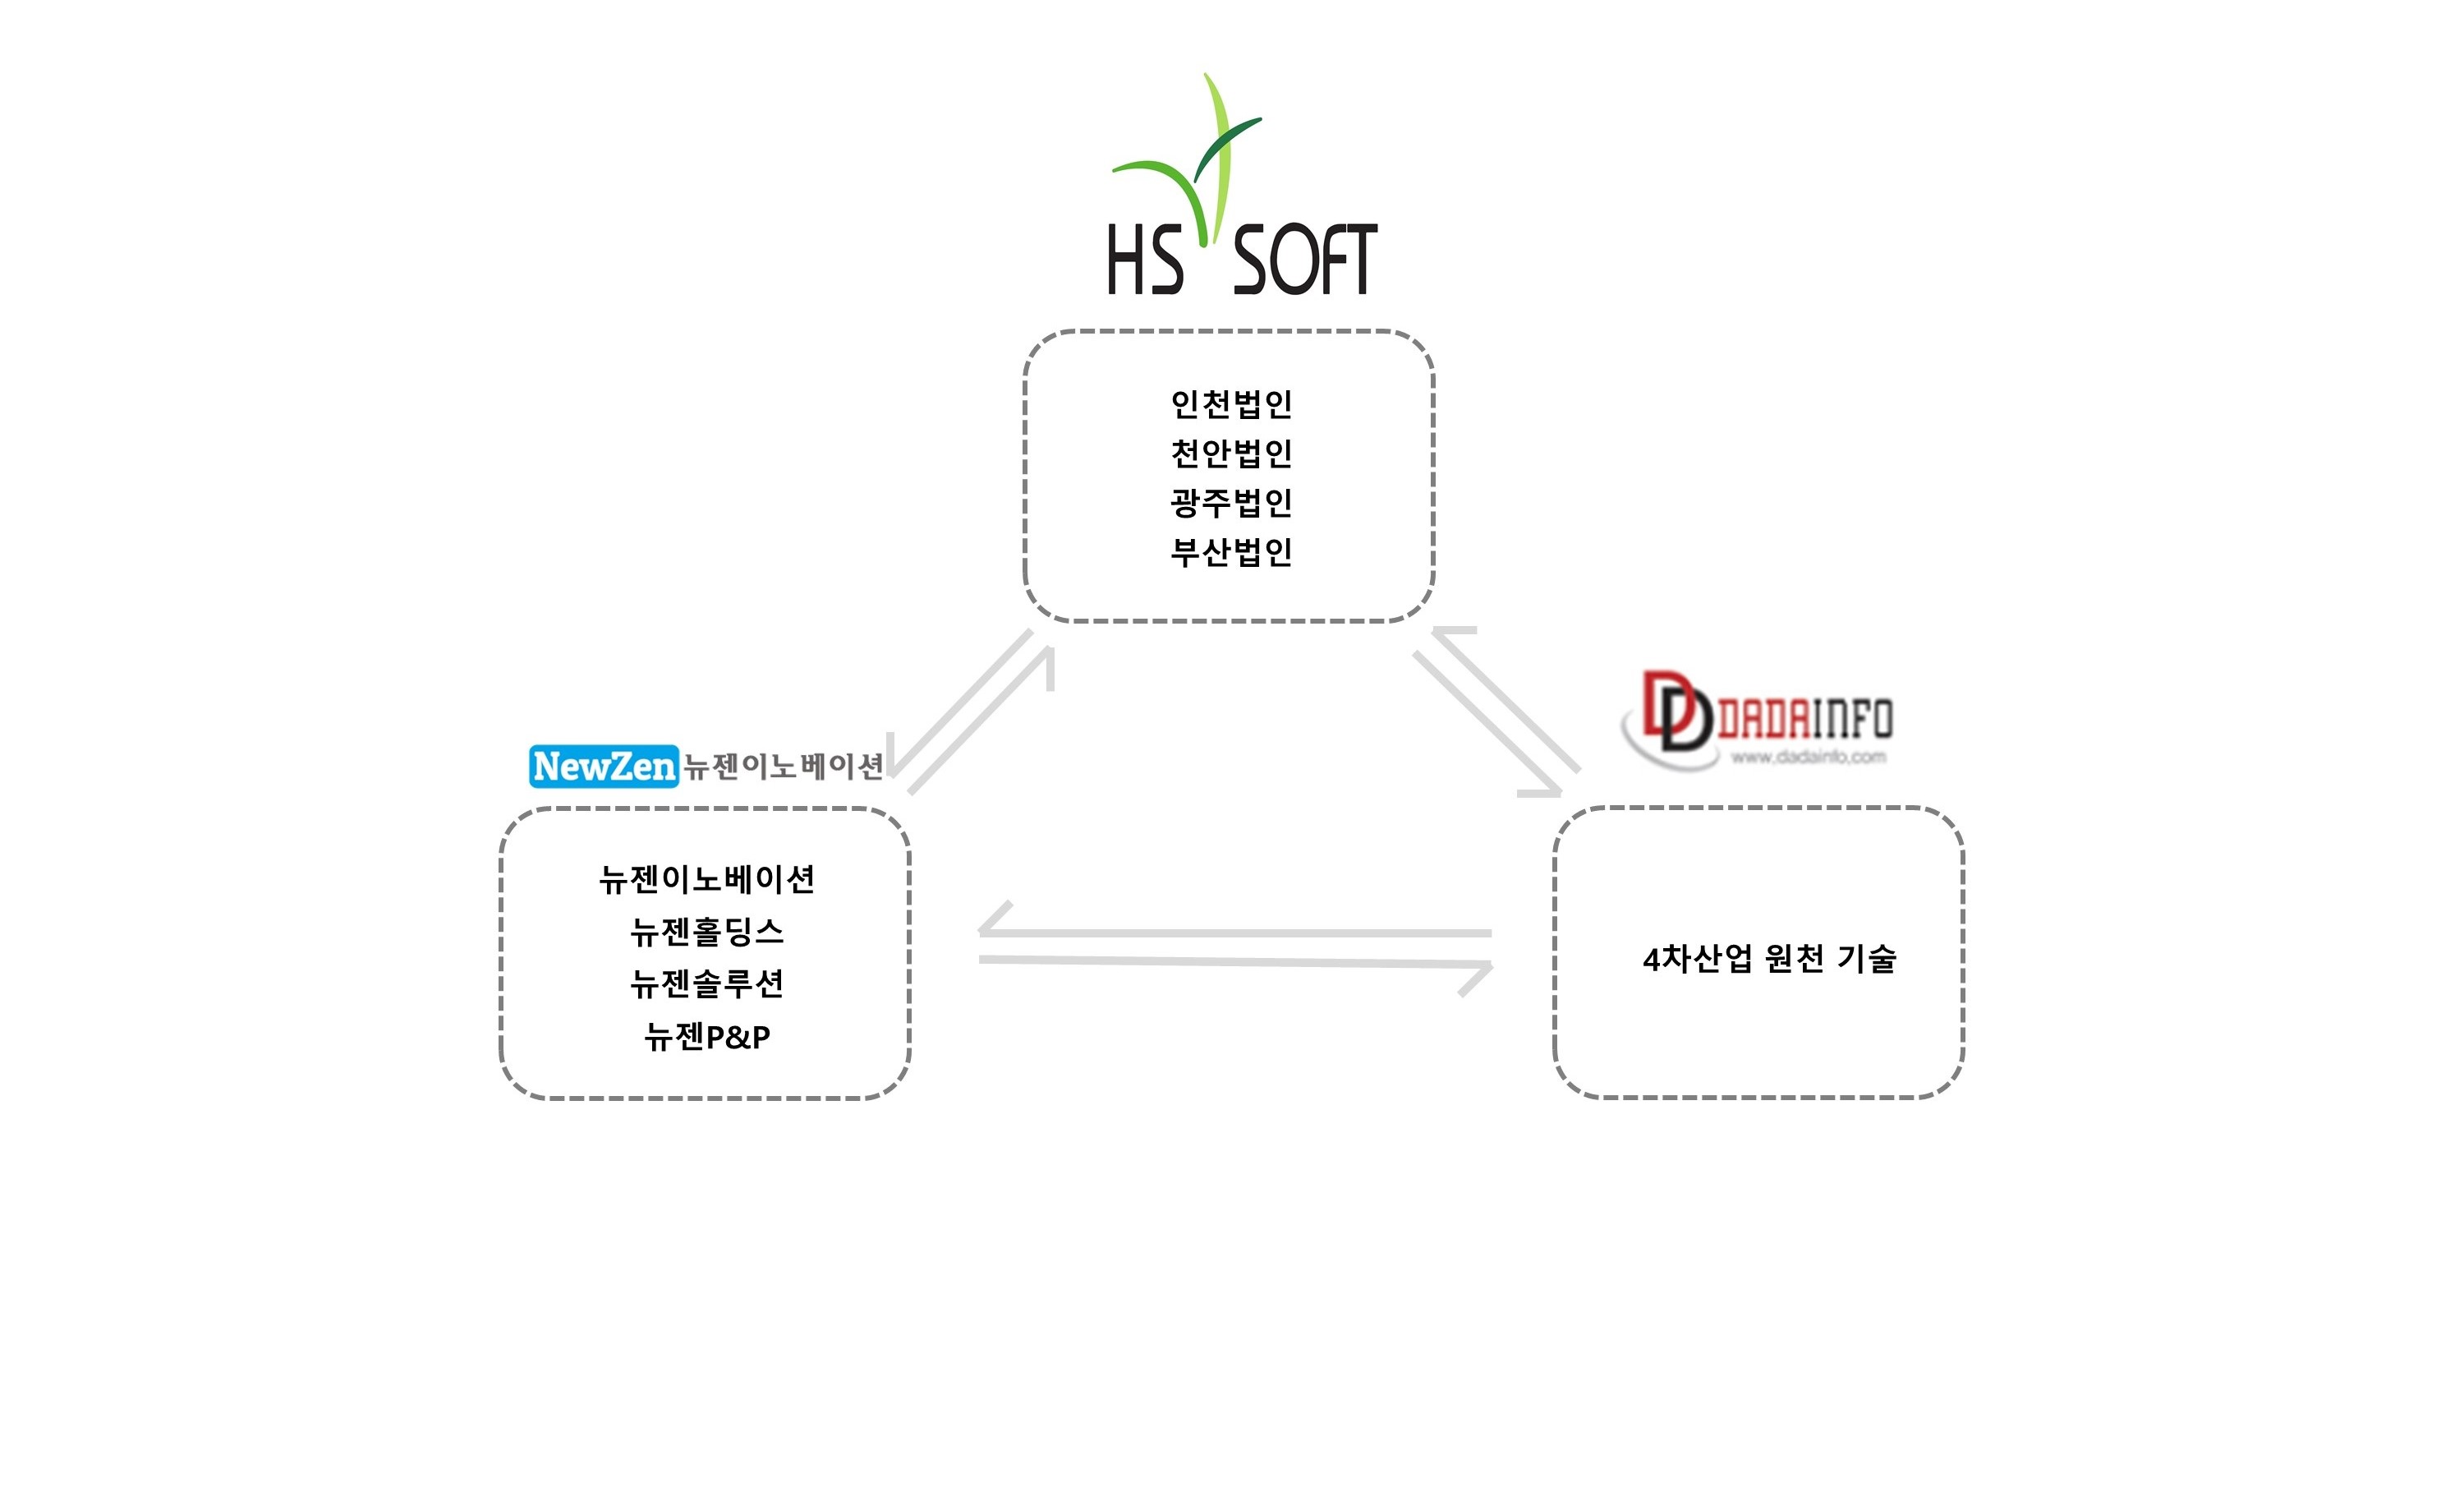 HS SOFT
인천법인
천안법인
광주법인
부산법인
NewZen 뉴젠이노베이션
뉴젠이노베이션
뉴젠홀딩스
뉴젠솔루션
뉴젠P&P
DD DADAINFO
www.dadainfo.com
4차산업 원천 기술